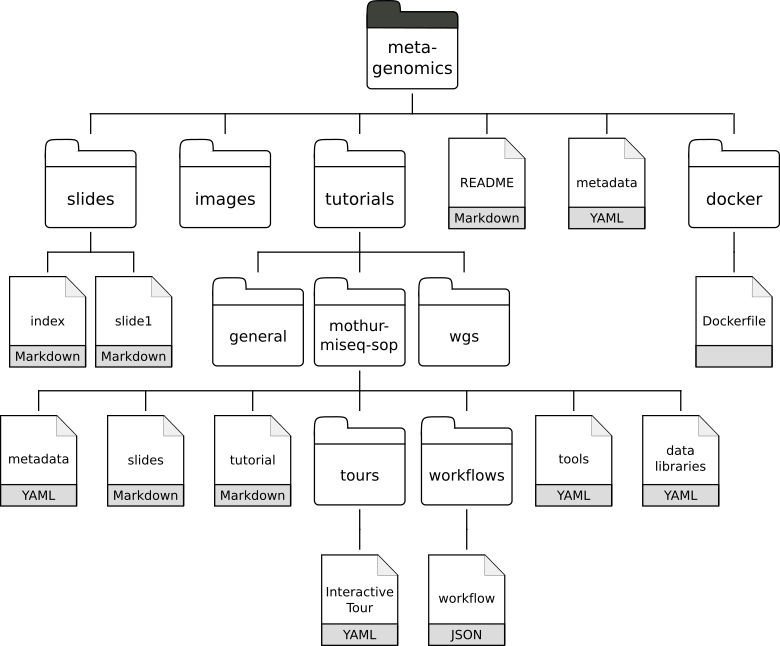 meta-
genomics
slides
images
tutorials
README
Markdown
metadata
YAML
docker
index
Markdown
slide1
Markdown
general
mothur-
miseq-sop
wgs
Dockerfile
metadata
YAML
slides
Markdown
tutorial
Markdown
tours
workflows
tools
YAML
data
libraries
YAML
Interactive
Tour
YAML
workflow
JSON